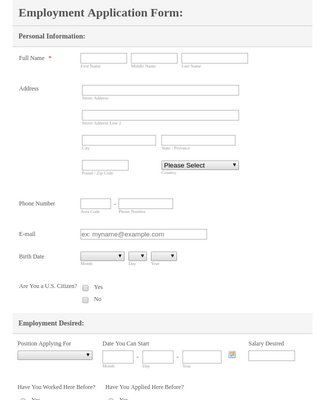 Employment Application Form:
Personal Information:
Full Name *
First Name Middle Name Last Name
Address
Street Address
Street Address Line 2
City State / Province
Please Select
Postal / Zip Code Country
Phone Number -
Area Code Phone Number
E-mail ex: myname@example.com
Birth Date
Month Day Year
Are You a U.S. Citizen? Yes
No
Employment Desired:
Position Applying For Date You Can Start Salary Desired
- -
Month Day Year
Have You Worked Here Before? Have You Applied Here Before?